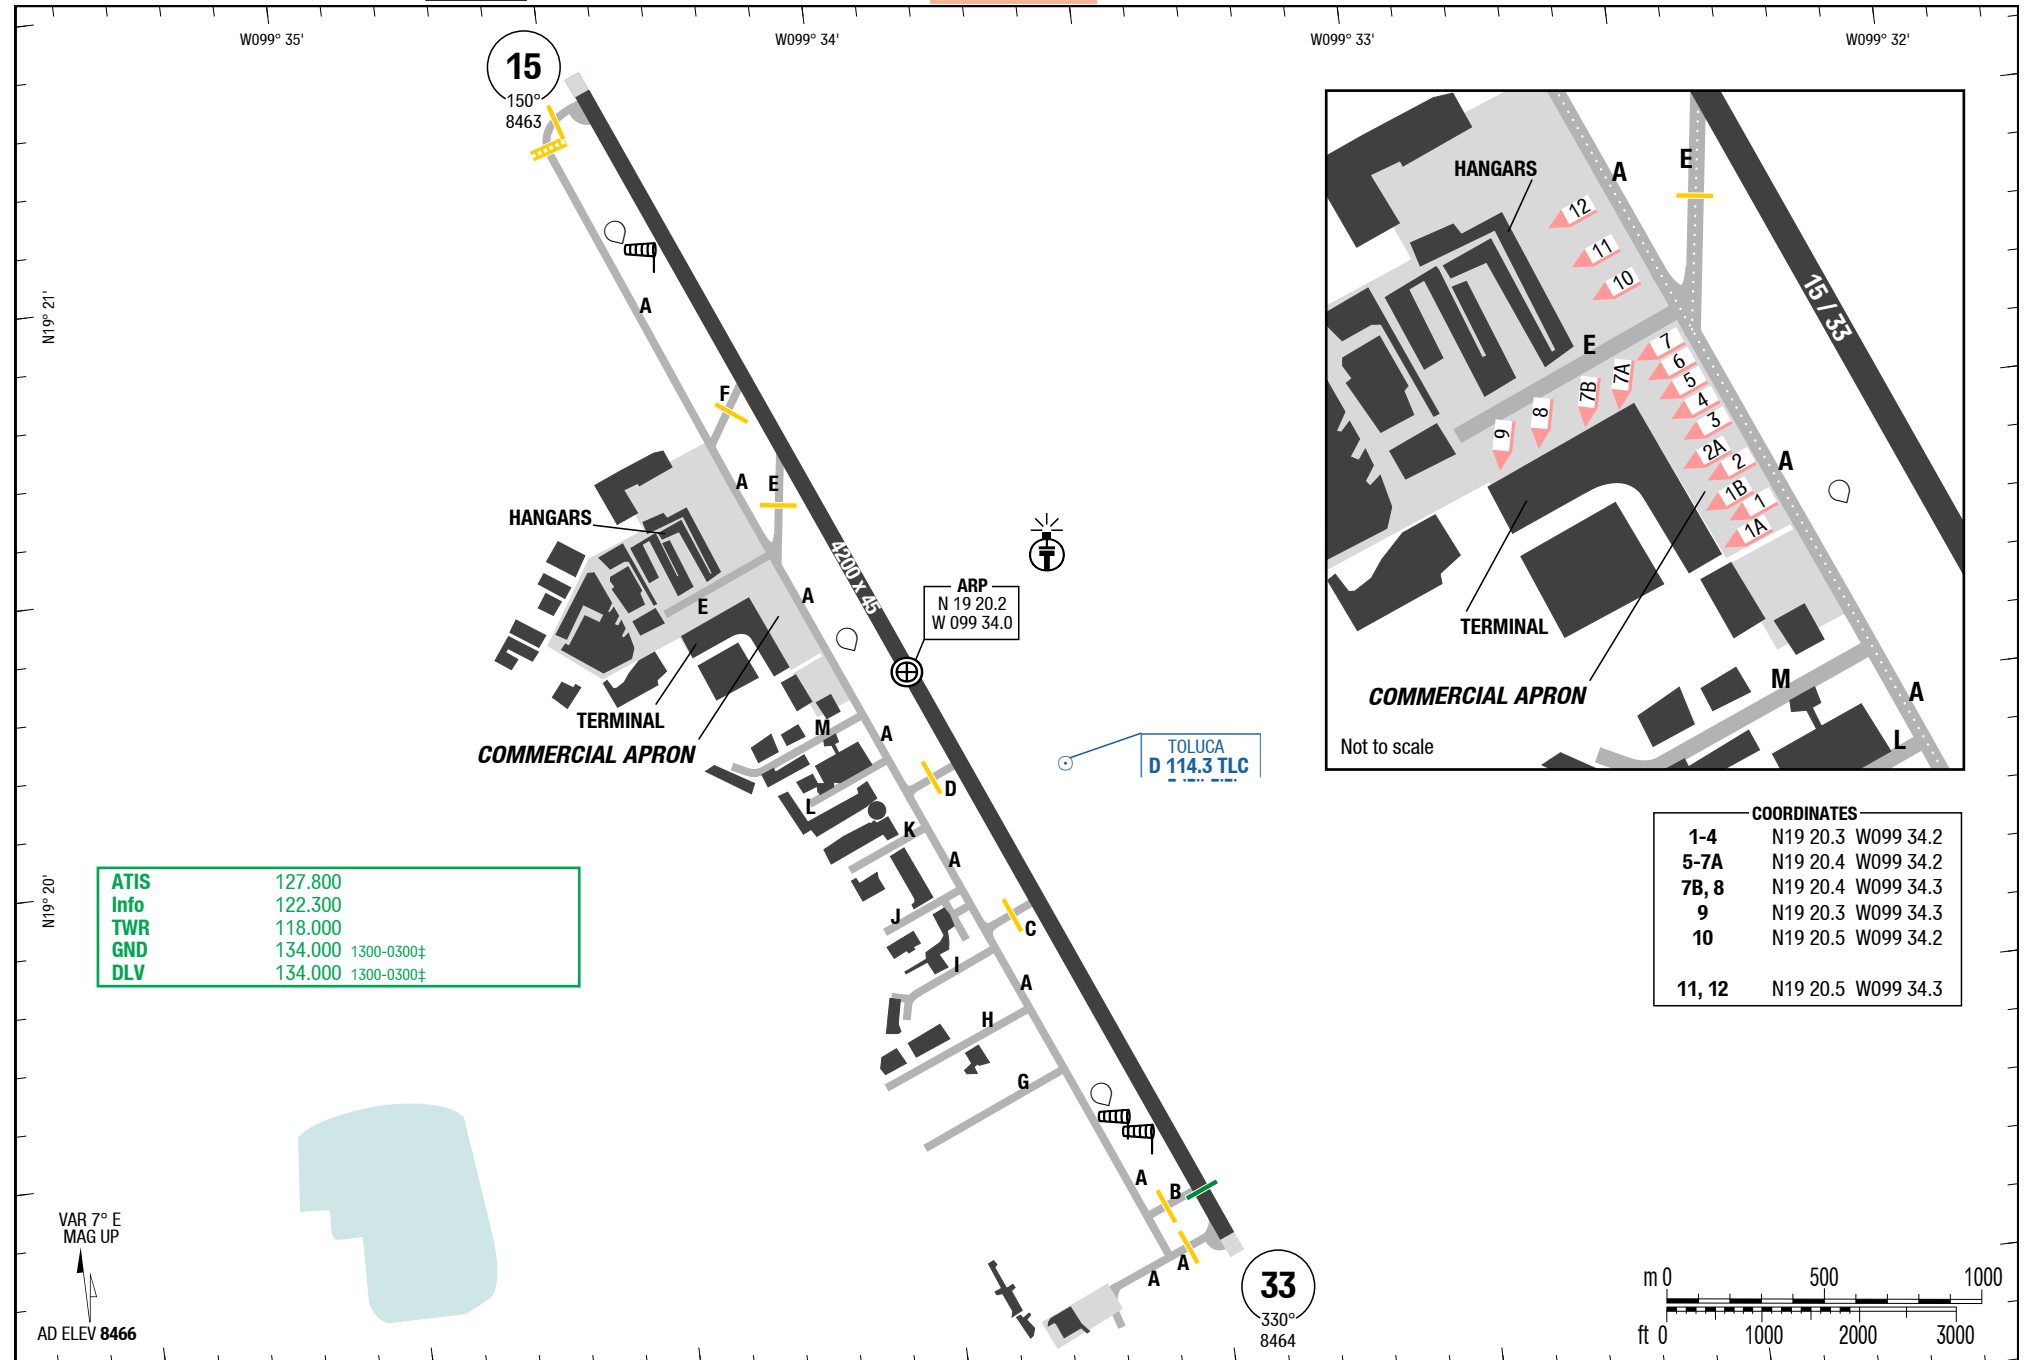 W099° 35'
W099° 34'
W099° 33'
W099° 32'
15
150°
8463
N19° 21'
A
F
A
E
HANGARS
4200 x 45
ARP
N 19 20.2
W 099 34.0
E
A
TERMINAL
COMMERCIAL APRON
M
A
TOLUCA
D 114.3 TLC
D
L
K
A
N19° 20'
J
C
I
A
H
G
A
B
A
A
33
330°
8464
ATIS 127.800
Info 122.300
TWR 118.000
GND 134.000 1300-0300‡
DLV 134.000 1300-0300‡
VAR 7° E
MAG UP
AD ELEV 8466
HANGARS
A
E
12
11
10
15 / 33
E
7
6
5
4
3
2A
2
1B
1
1A
7A
7B
8
9
A
TERMINAL
COMMERCIAL APRON
M
A
L
Not to scale
COORDINATES
1-4 N19 20.3 W099 34.2
5-7A N19 20.4 W099 34.2
7B, 8 N19 20.4 W099 34.3
9 N19 20.3 W099 34.3
10 N19 20.5 W099 34.2
11, 12 N19 20.5 W099 34.3
m 0 500 1000
ft 0 1000 2000 3000